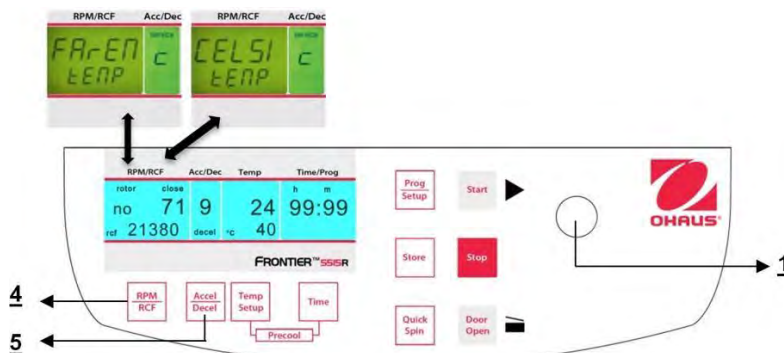 RPM/RCF Acc/Dec RPM/RCF Acc/Dec
service service
FArEn C CELSI C
tEnP tEnP
RPM/RCF Acc/Dec Temp Time/Prog
rotor close h m
no 71 9 24 99:99
rcf 21380 decel °c 40
FRONTIER™ 5515R
Prog Setup Start
OHAUS®
Store Stop
1
4
RPM RCF Accel Decel Temp Setup Time
Quick Spin Door Open
Precool
5